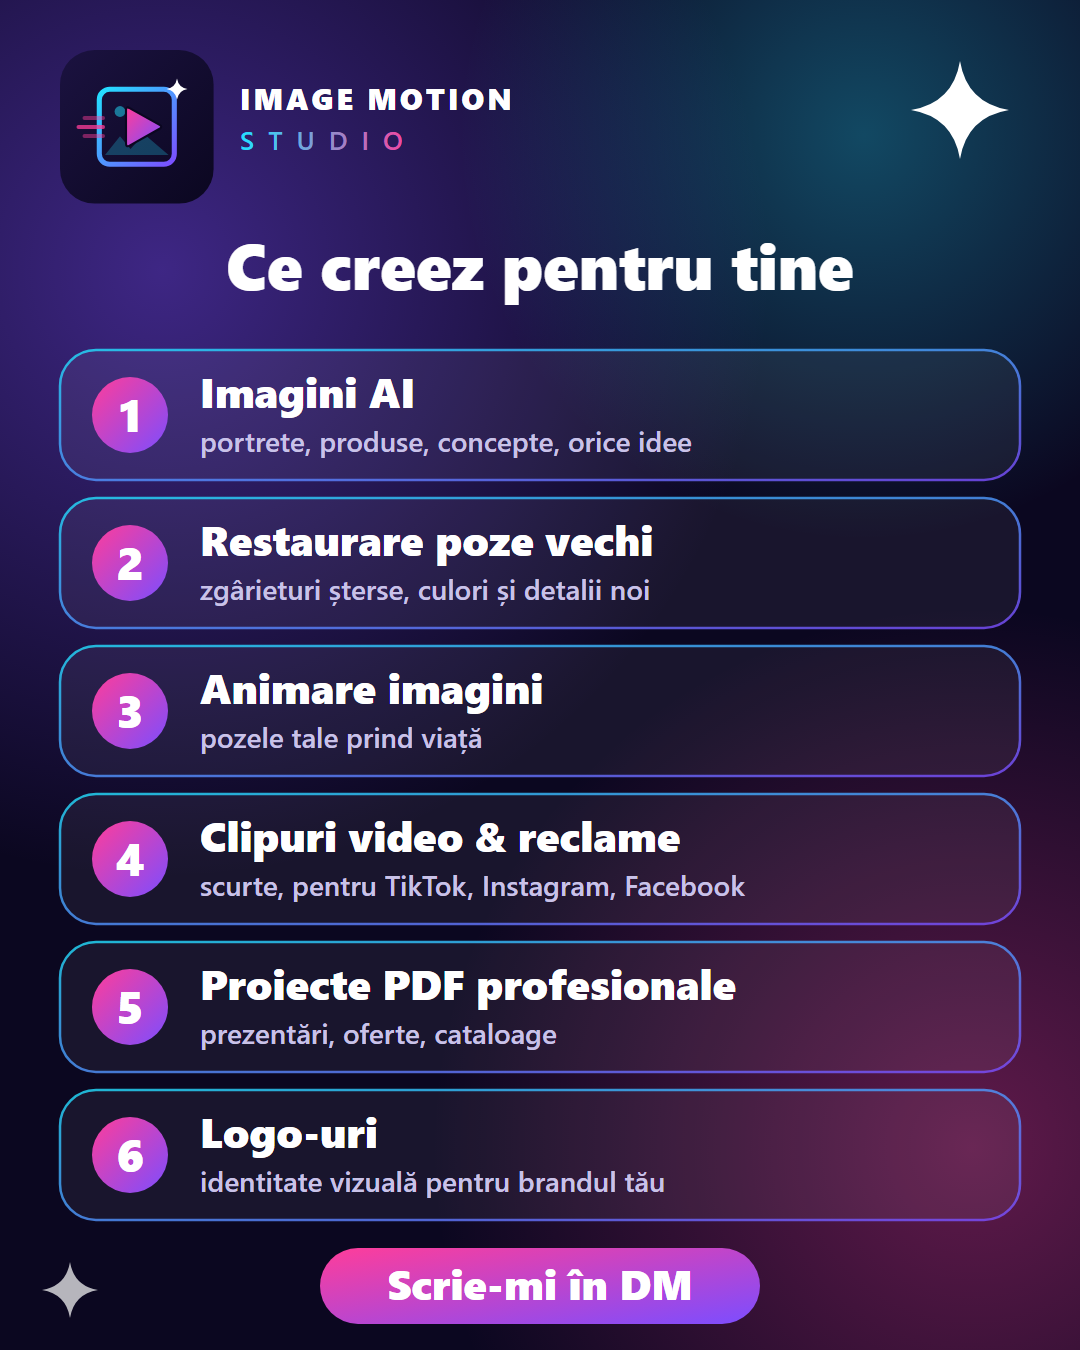 IMAGE MOTION
STUDIO
Ce creez pentru tine
1
Imagini AI
portrete, produse, concepte, orice idee
2
Restaurare poze vechi
zgârieturi șterse, culori și detalii noi
3
Animare imagini
pozele tale prind viață
4
Clipuri video & reclame
scurte, pentru TikTok, Instagram, Facebook
5
Proiecte PDF profesionale
prezentări, oferte, cataloage
6
Logo-uri
identitate vizuală pentru brandul tău
Scrie-mi în DM